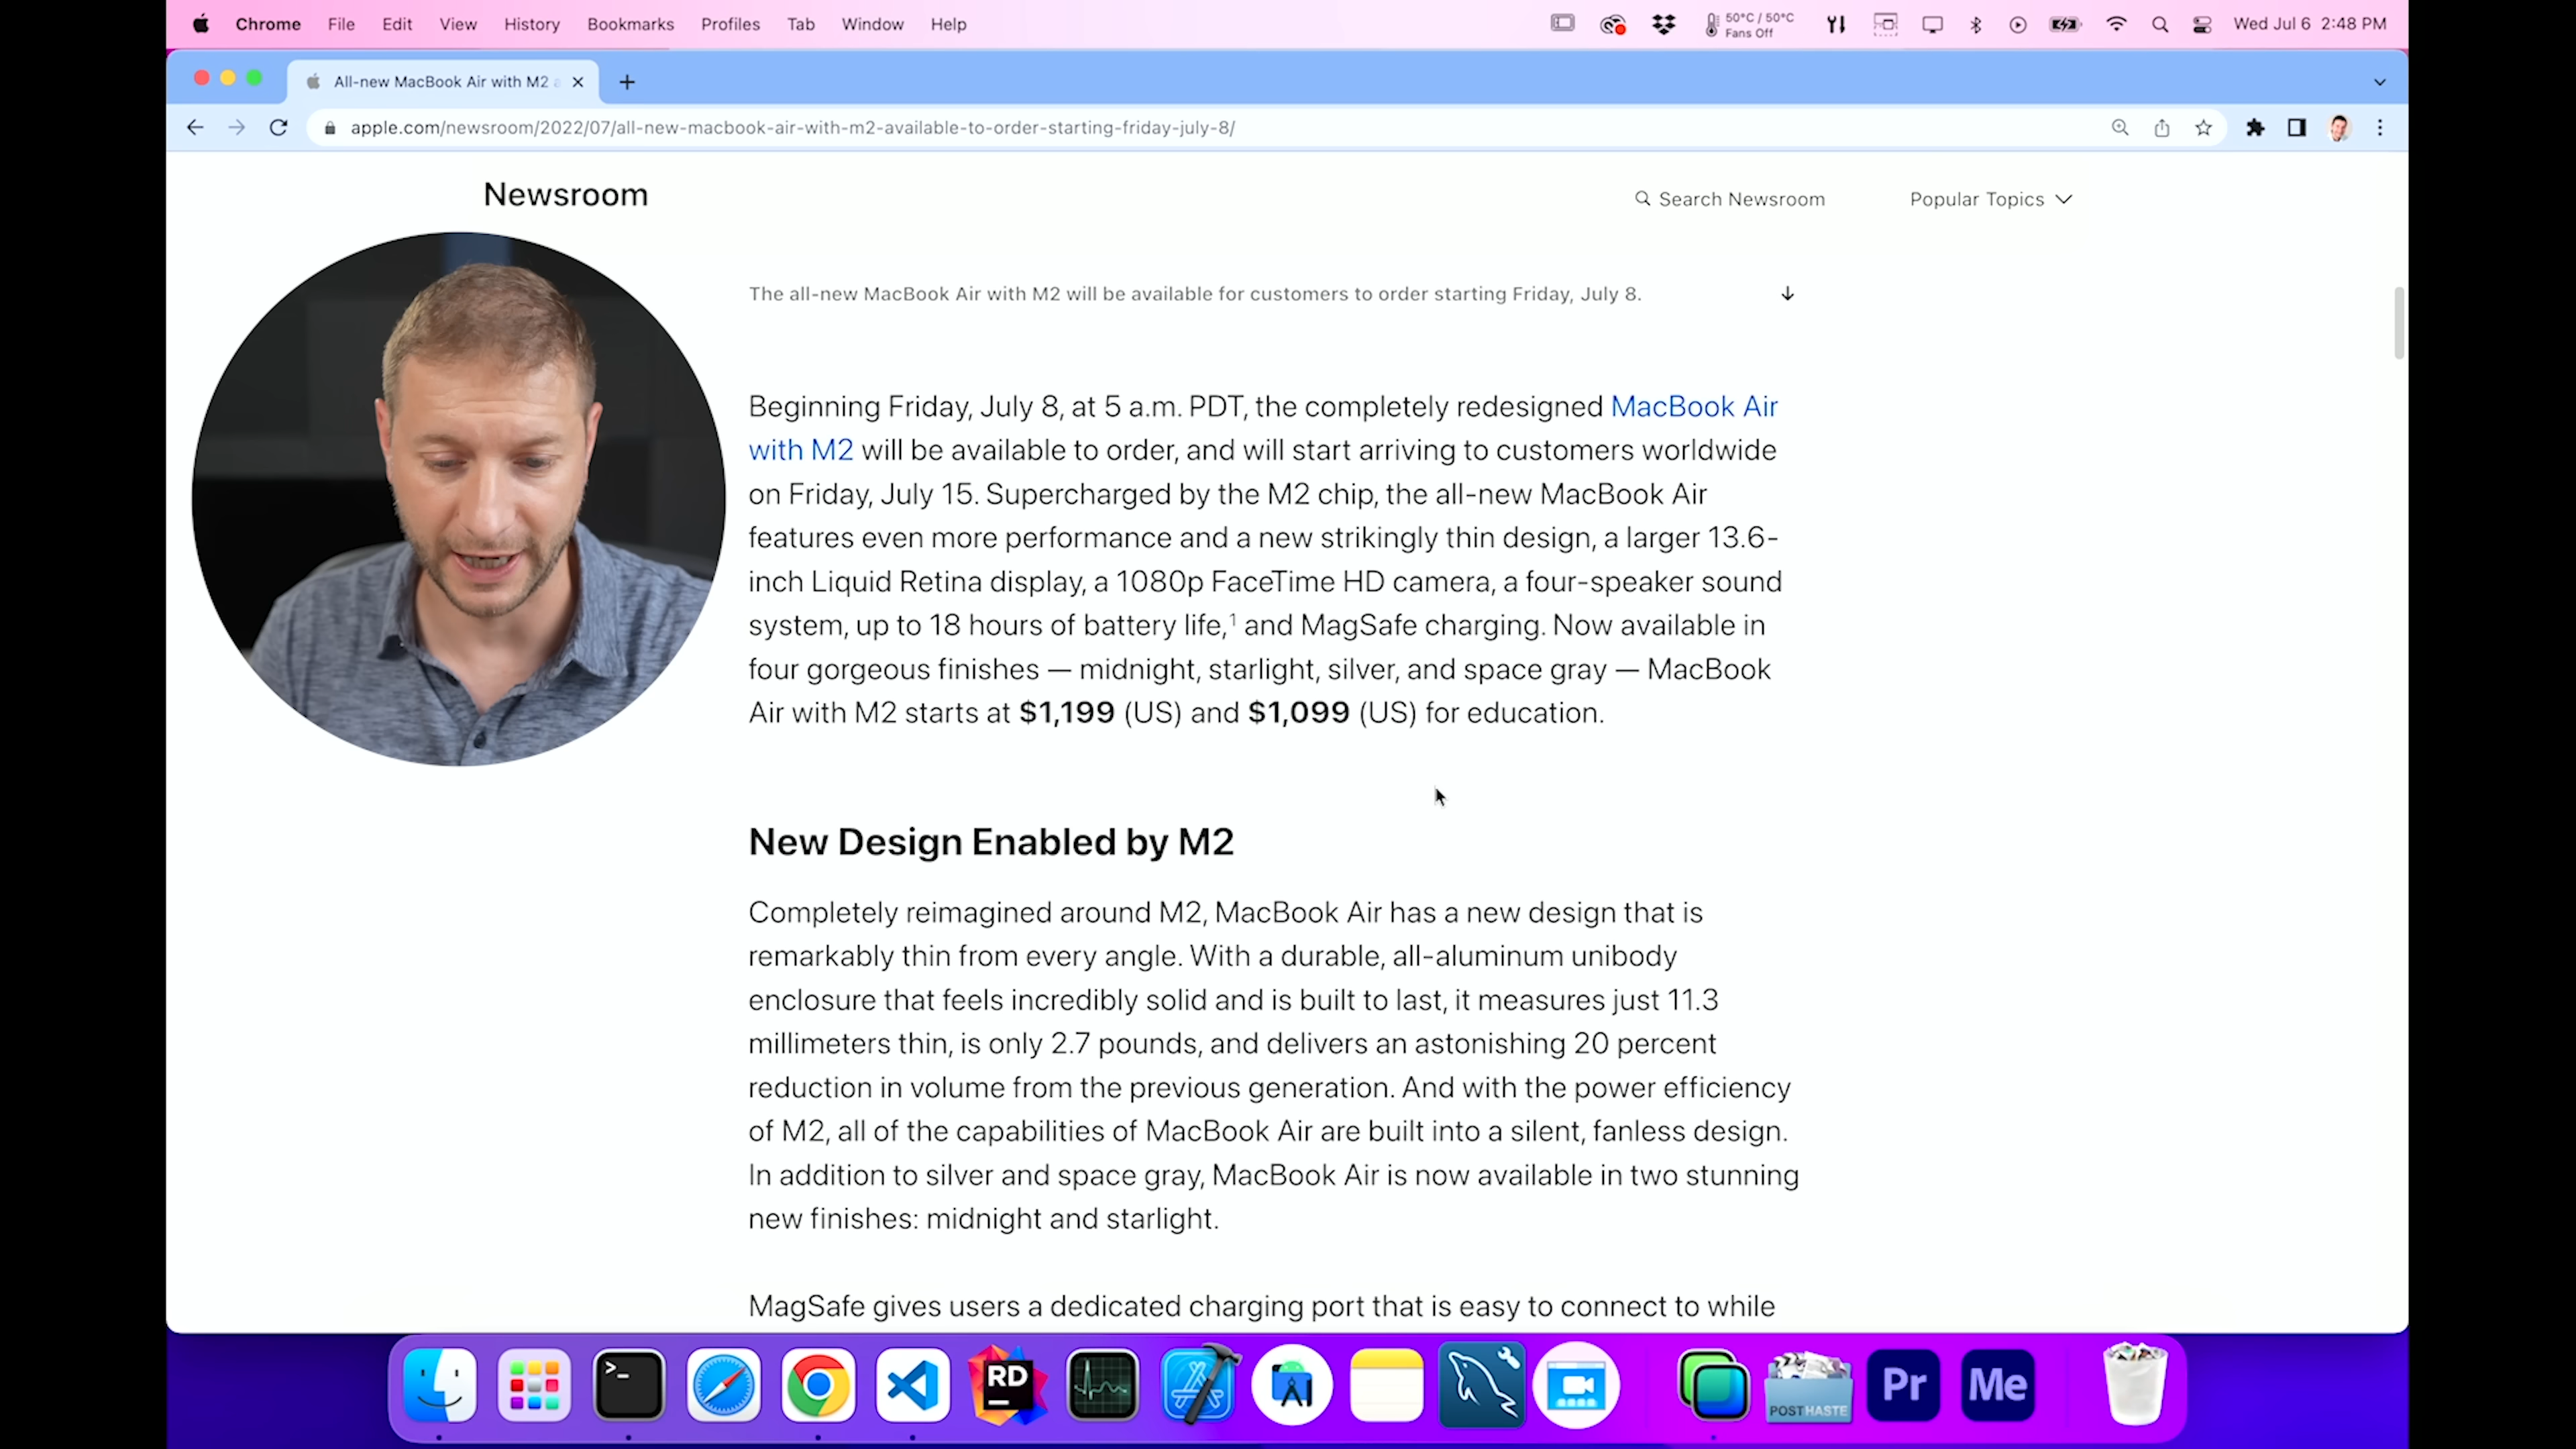 Chrome File Edit View History Bookmarks Profiles Tab Window Help
50°C / 50°C
Fans Off
Wed Jul 6 2:48 PM
All-new MacBook Air with M2
apple.com/newsroom/2022/07/all-new-macbook-air-with-m2-available-to-order-starting-friday-july-8/
Newsroom
Search Newsroom
Popular Topics
The all-new MacBook Air with M2 will be available for customers to order starting Friday, July 8.
Beginning Friday, July 8, at 5 a.m. PDT, the completely redesigned MacBook Air
with M2 will be available to order, and will start arriving to customers worldwide
on Friday, July 15. Supercharged by the M2 chip, the all-new MacBook Air
features even more performance and a new strikingly thin design, a larger 13.6-
inch Liquid Retina display, a 1080p FaceTime HD camera, a four-speaker sound
system, up to 18 hours of battery life,¹ and MagSafe charging. Now available in
four gorgeous finishes — midnight, starlight, silver, and space gray — MacBook
Air with M2 starts at $1,199 (US) and $1,099 (US) for education.
New Design Enabled by M2
Completely reimagined around M2, MacBook Air has a new design that is
remarkably thin from every angle. With a durable, all-aluminum unibody
enclosure that feels incredibly solid and is built to last, it measures just 11.3
millimeters thin, is only 2.7 pounds, and delivers an astonishing 20 percent
reduction in volume from the previous generation. And with the power efficiency
of M2, all of the capabilities of MacBook Air are built into a silent, fanless design.
In addition to silver and space gray, MacBook Air is now available in two stunning
new finishes: midnight and starlight.
MagSafe gives users a dedicated charging port that is easy to connect to while
>_
RD
POSTHASTE
Pr
Me